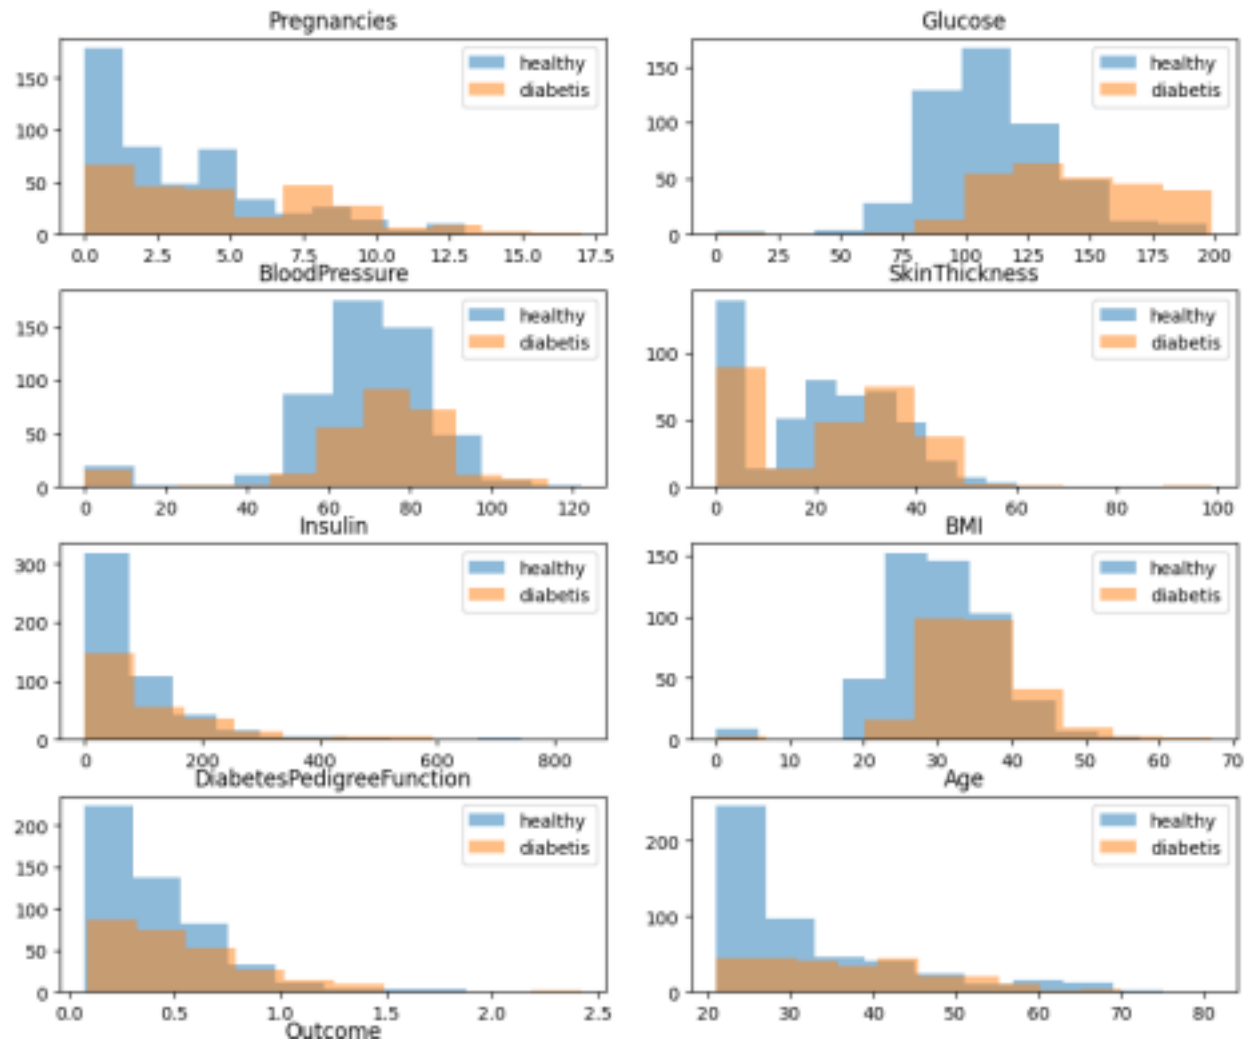 Pregnancies
150
100
50
0
healthy
diabetis
0.0 2.5 5.0 7.5 10.0 12.5 15.0 17.5
Glucose
150
100
50
0
healthy
diabetis
0 25 50 75 100 125 150 175 200
BloodPressure
150
100
50
0
healthy
diabetis
0 20 40 60 80 100 120
SkinThickness
100
50
0
healthy
diabetis
0 20 40 60 80 100
Insulin
300
200
100
0
healthy
diabetis
0 200 400 600 800
BMI
150
100
50
0
healthy
diabetis
0 10 20 30 40 50 60 70
DiabetesPedigreeFunction
200
150
100
50
0
healthy
diabetis
0.0 0.5 1.0 1.5 2.0 2.5
Age
200
100
0
healthy
diabetis
20 30 40 50 60 70 80
Outcome